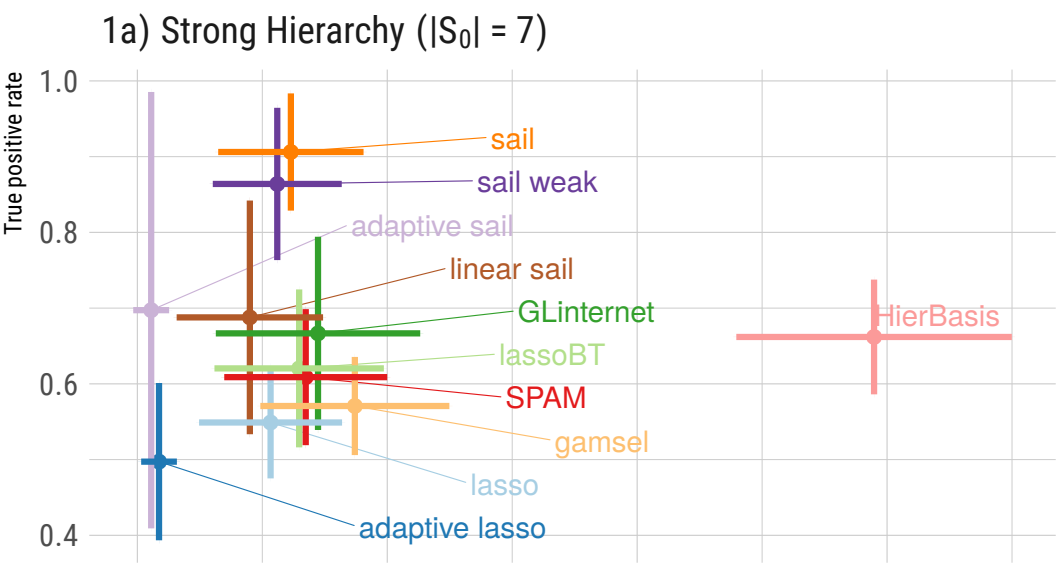 1a) Strong Hierarchy (|S₀| = 7)
True positive rate
1.0
0.8
0.6
0.4
sail
sail weak
adaptive sail
linear sail
GLinternet
HierBasis
lassoBT
SPAM
gamsel
lasso
adaptive lasso